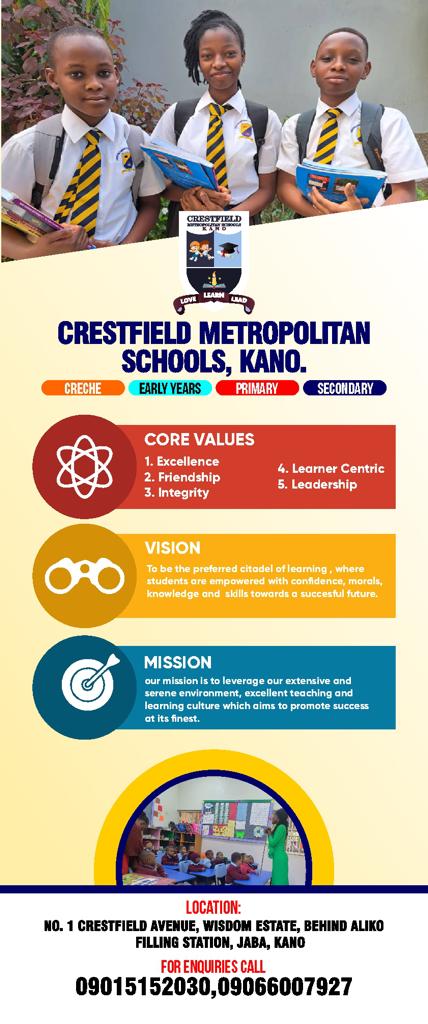 CRESTFIELD
METROPOLITAN SCHOOLS
KANO
LOVE LEARN LEAD
CRESTFIELD METROPOLITAN
SCHOOLS, KANO.
CRECHE EARLY YEARS PRIMARY SECONDARY
CORE VALUES
1. Excellence
2. Friendship
3. Integrity
4. Learner Centric
5. Leadership
VISION
To be the preferred citadel of learning , where
students are empowered with confidence, morals,
knowledge and skills towards a succesful future.
MISSION
our mission is to leverage our extensive and
serene environment, excellent teaching and
learning culture which aims to promote success
at its finest.
LOCATION:
NO. 1 CRESTFIELD AVENUE, WISDOM ESTATE, BEHIND ALIKO
FILLING STATION, JABA, KANO
FOR ENQUIRIES CALL
09015152030,09066007927